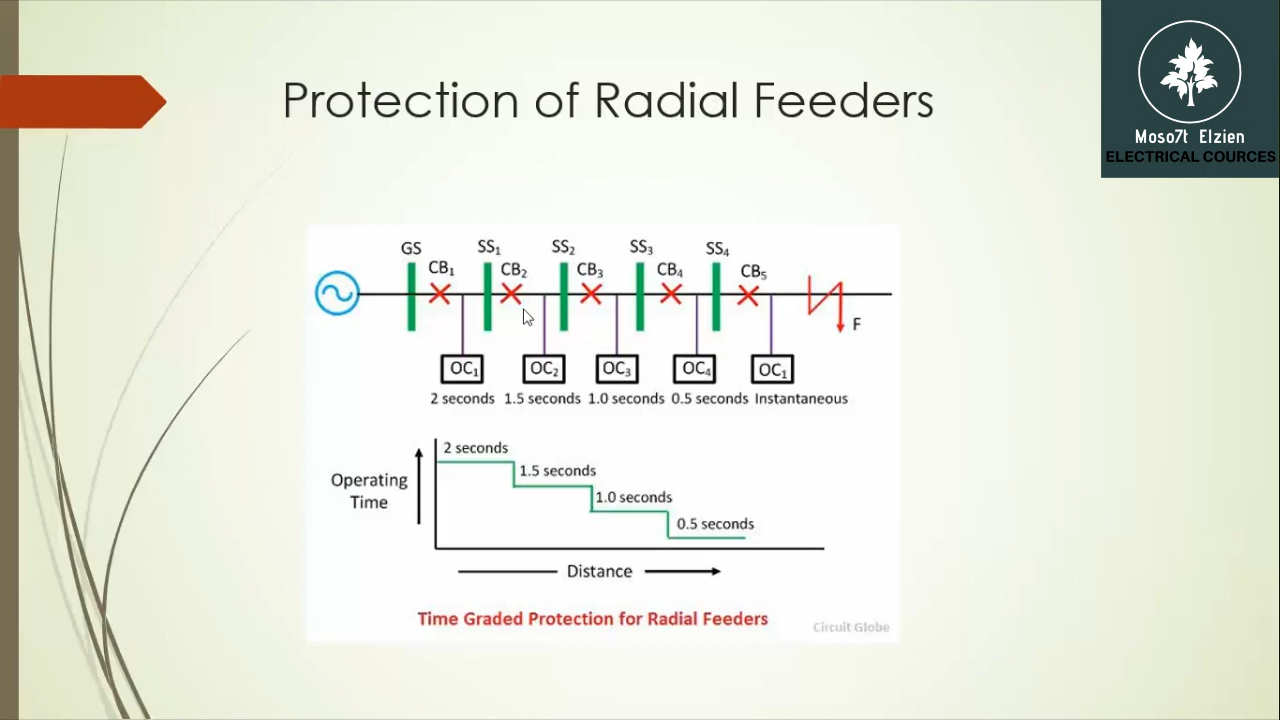 Protection of Radial Feeders
Moso7t Elzien
ELECTRICAL COURCES
GS SS₁ SS₂ SS₃ SS₄
CB₁ CB₂ CB₃ CB₄ CB₅
F
OC₁ OC₂ OC₃ OC₄ OC₁
2 seconds 1.5 seconds 1.0 seconds 0.5 seconds Instantaneous
2 seconds
1.5 seconds
Operating
Time
1.0 seconds
0.5 seconds
Distance
Time Graded Protection for Radial Feeders
Circuit Globe